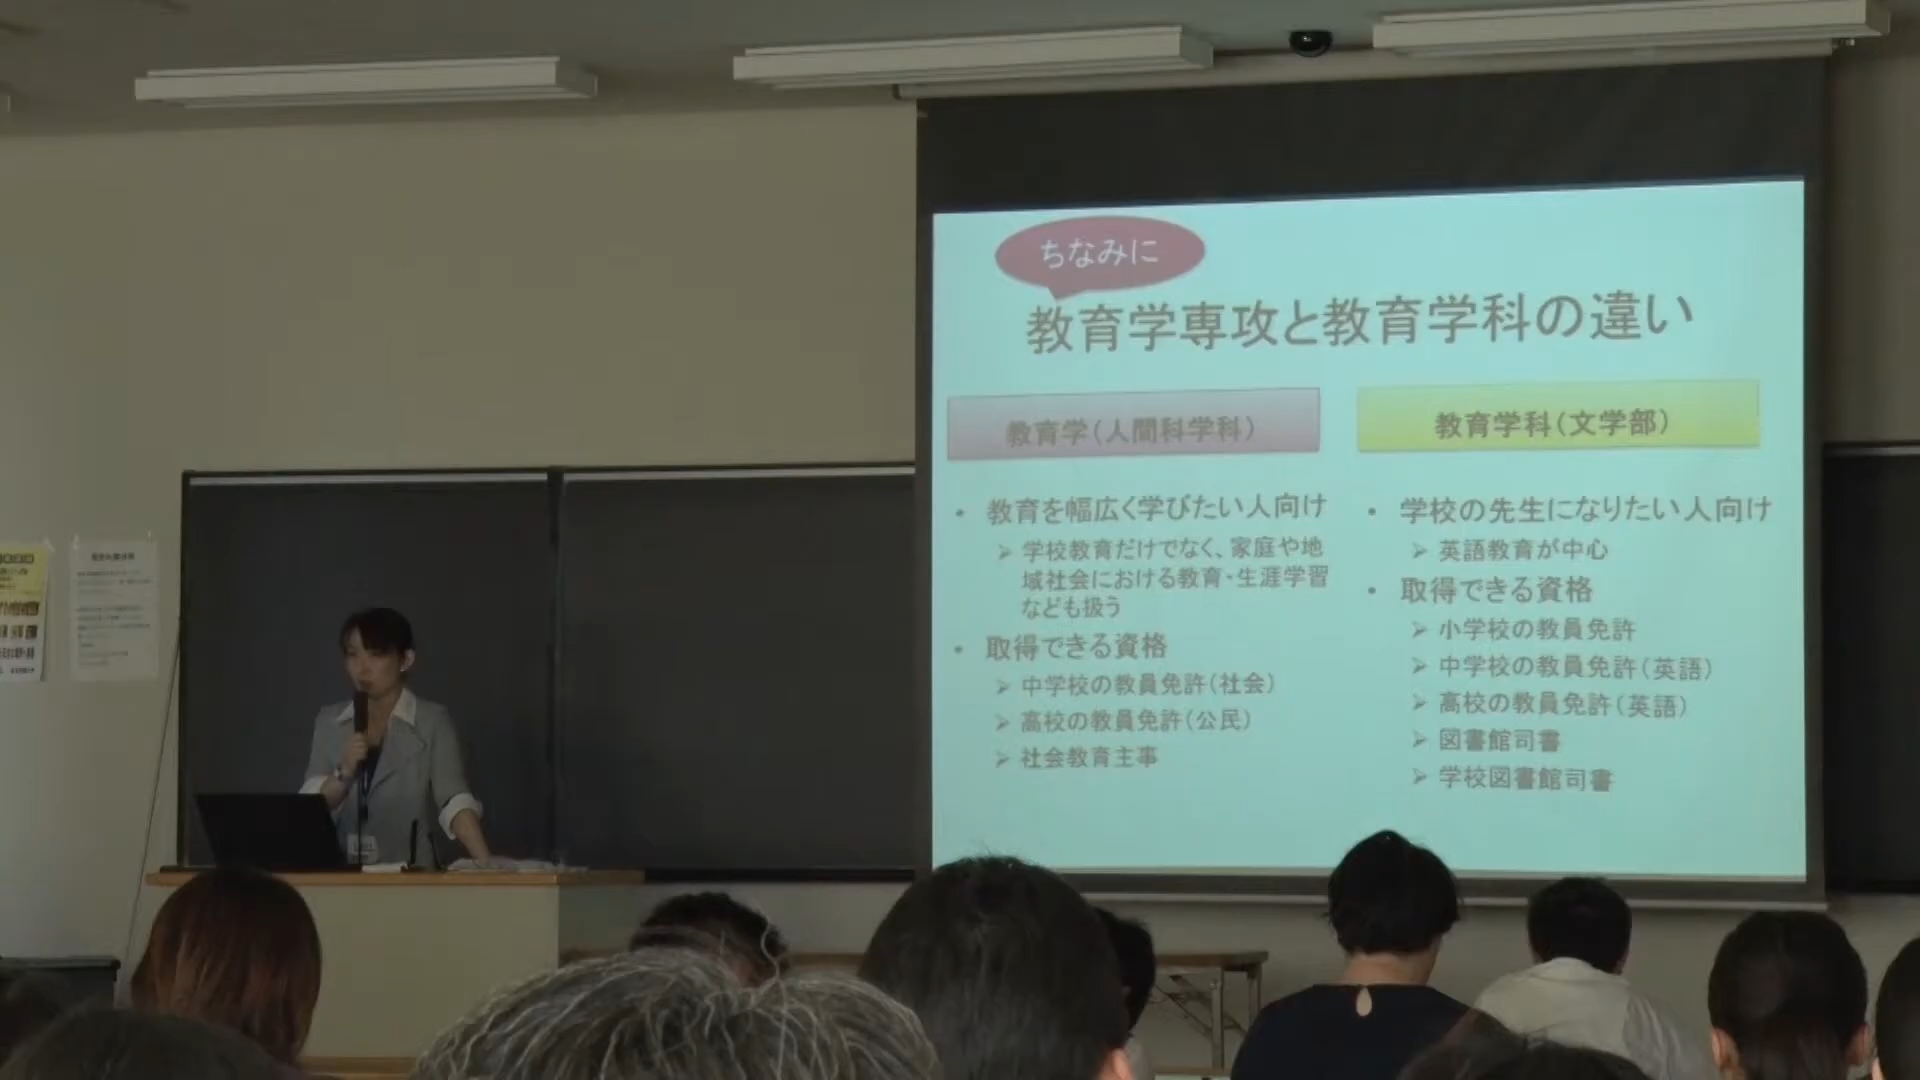 ちなみに
教育学専攻と教育学科の違い
教育学（人間科学科）
・ 教育を幅広く学びたい人向け
➢ 学校教育だけでなく、家庭や地
域社会における教育・生涯学習
なども扱う
・ 取得できる資格
➢ 中学校の教員免許（社会）
➢ 高校の教員免許（公民）
➢ 社会教育主事
教育学科（文学部）
・ 学校の先生になりたい人向け
➢ 英語教育が中心
・ 取得できる資格
➢ 小学校の教員免許
➢ 中学校の教員免許（英語）
➢ 高校の教員免許（英語）
➢ 図書館司書
➢ 学校図書館司書